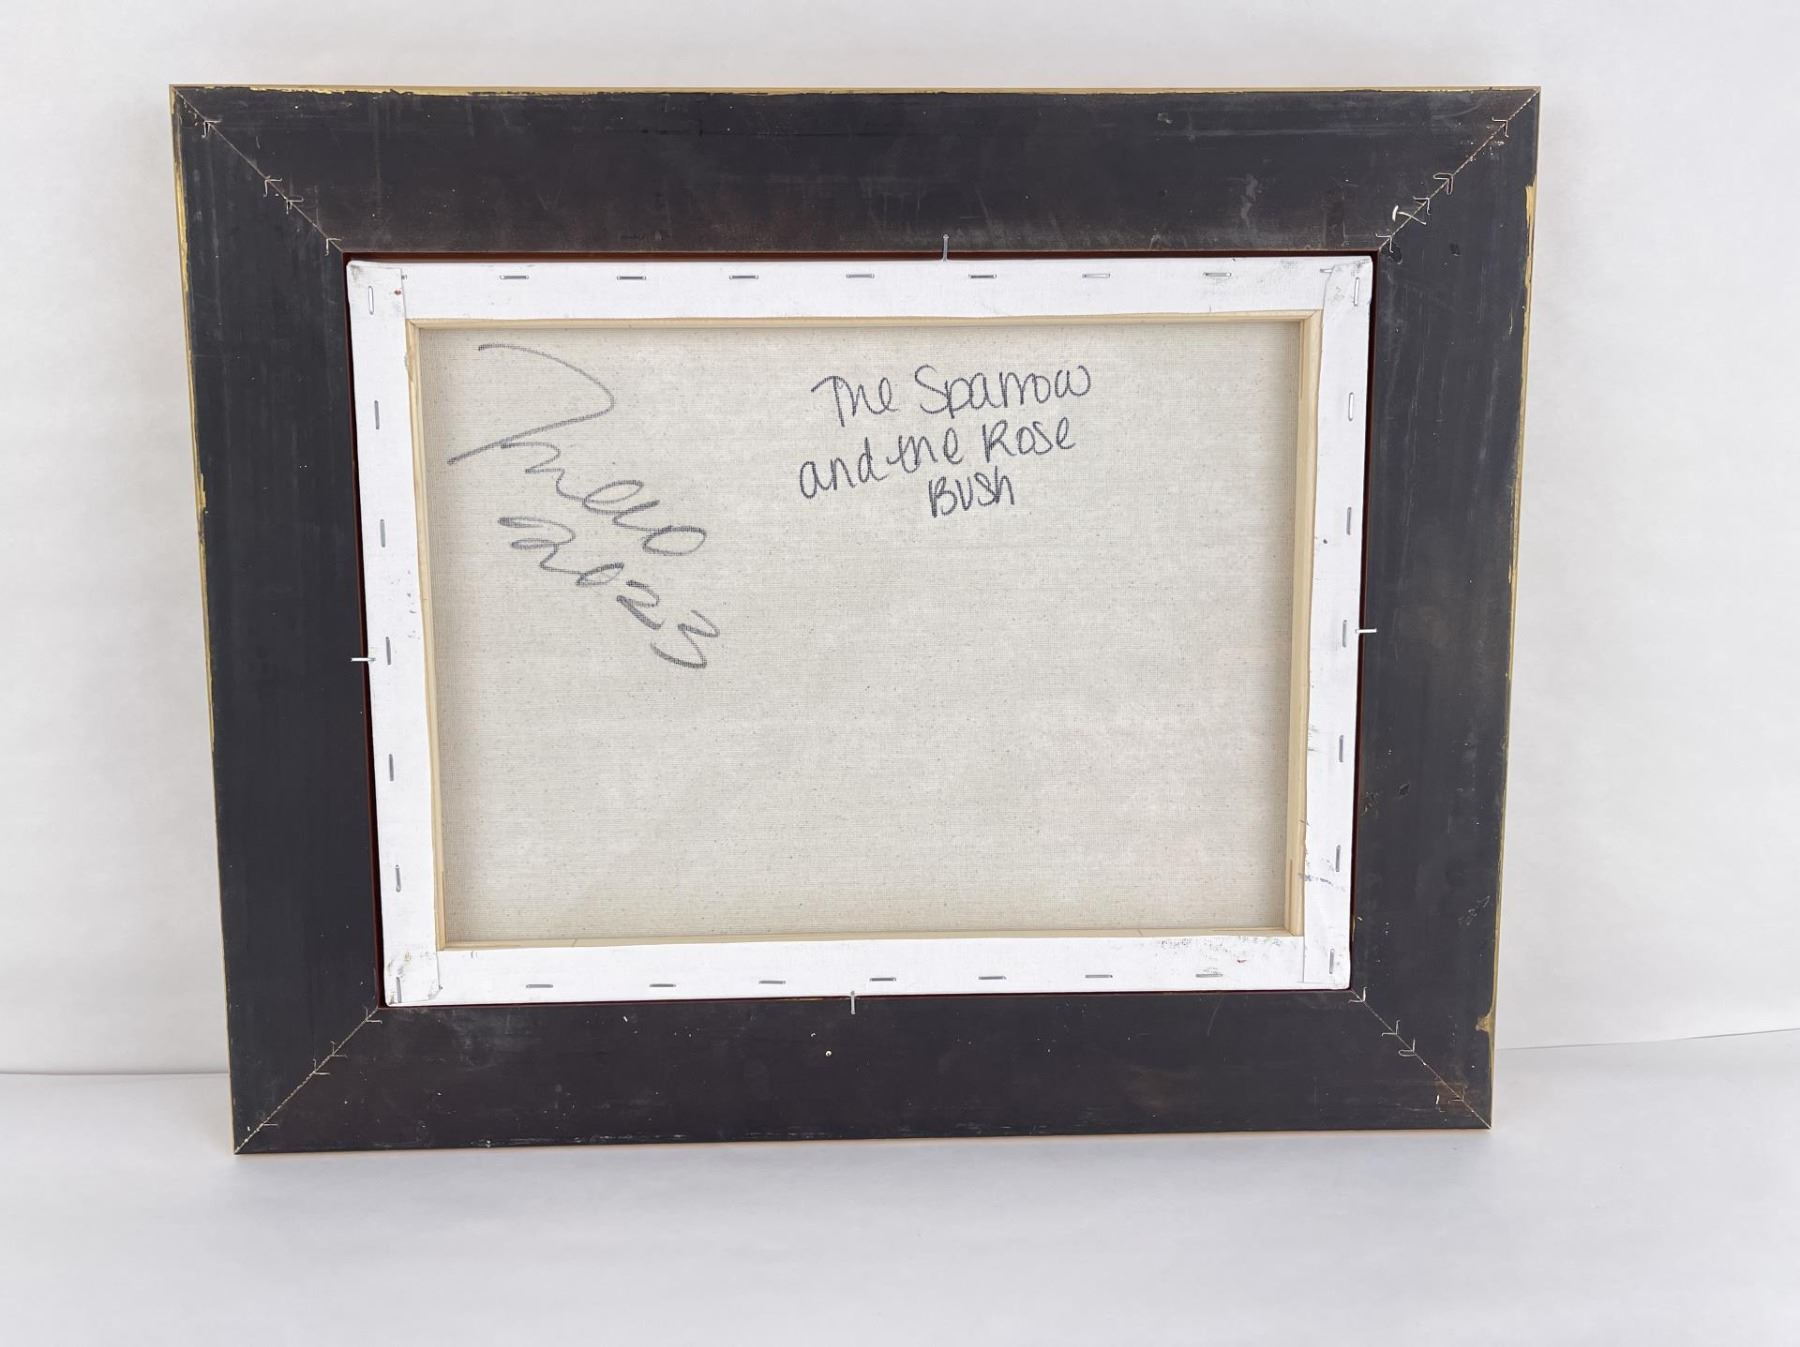 The Sparrow
and the Rose
Bush
2023